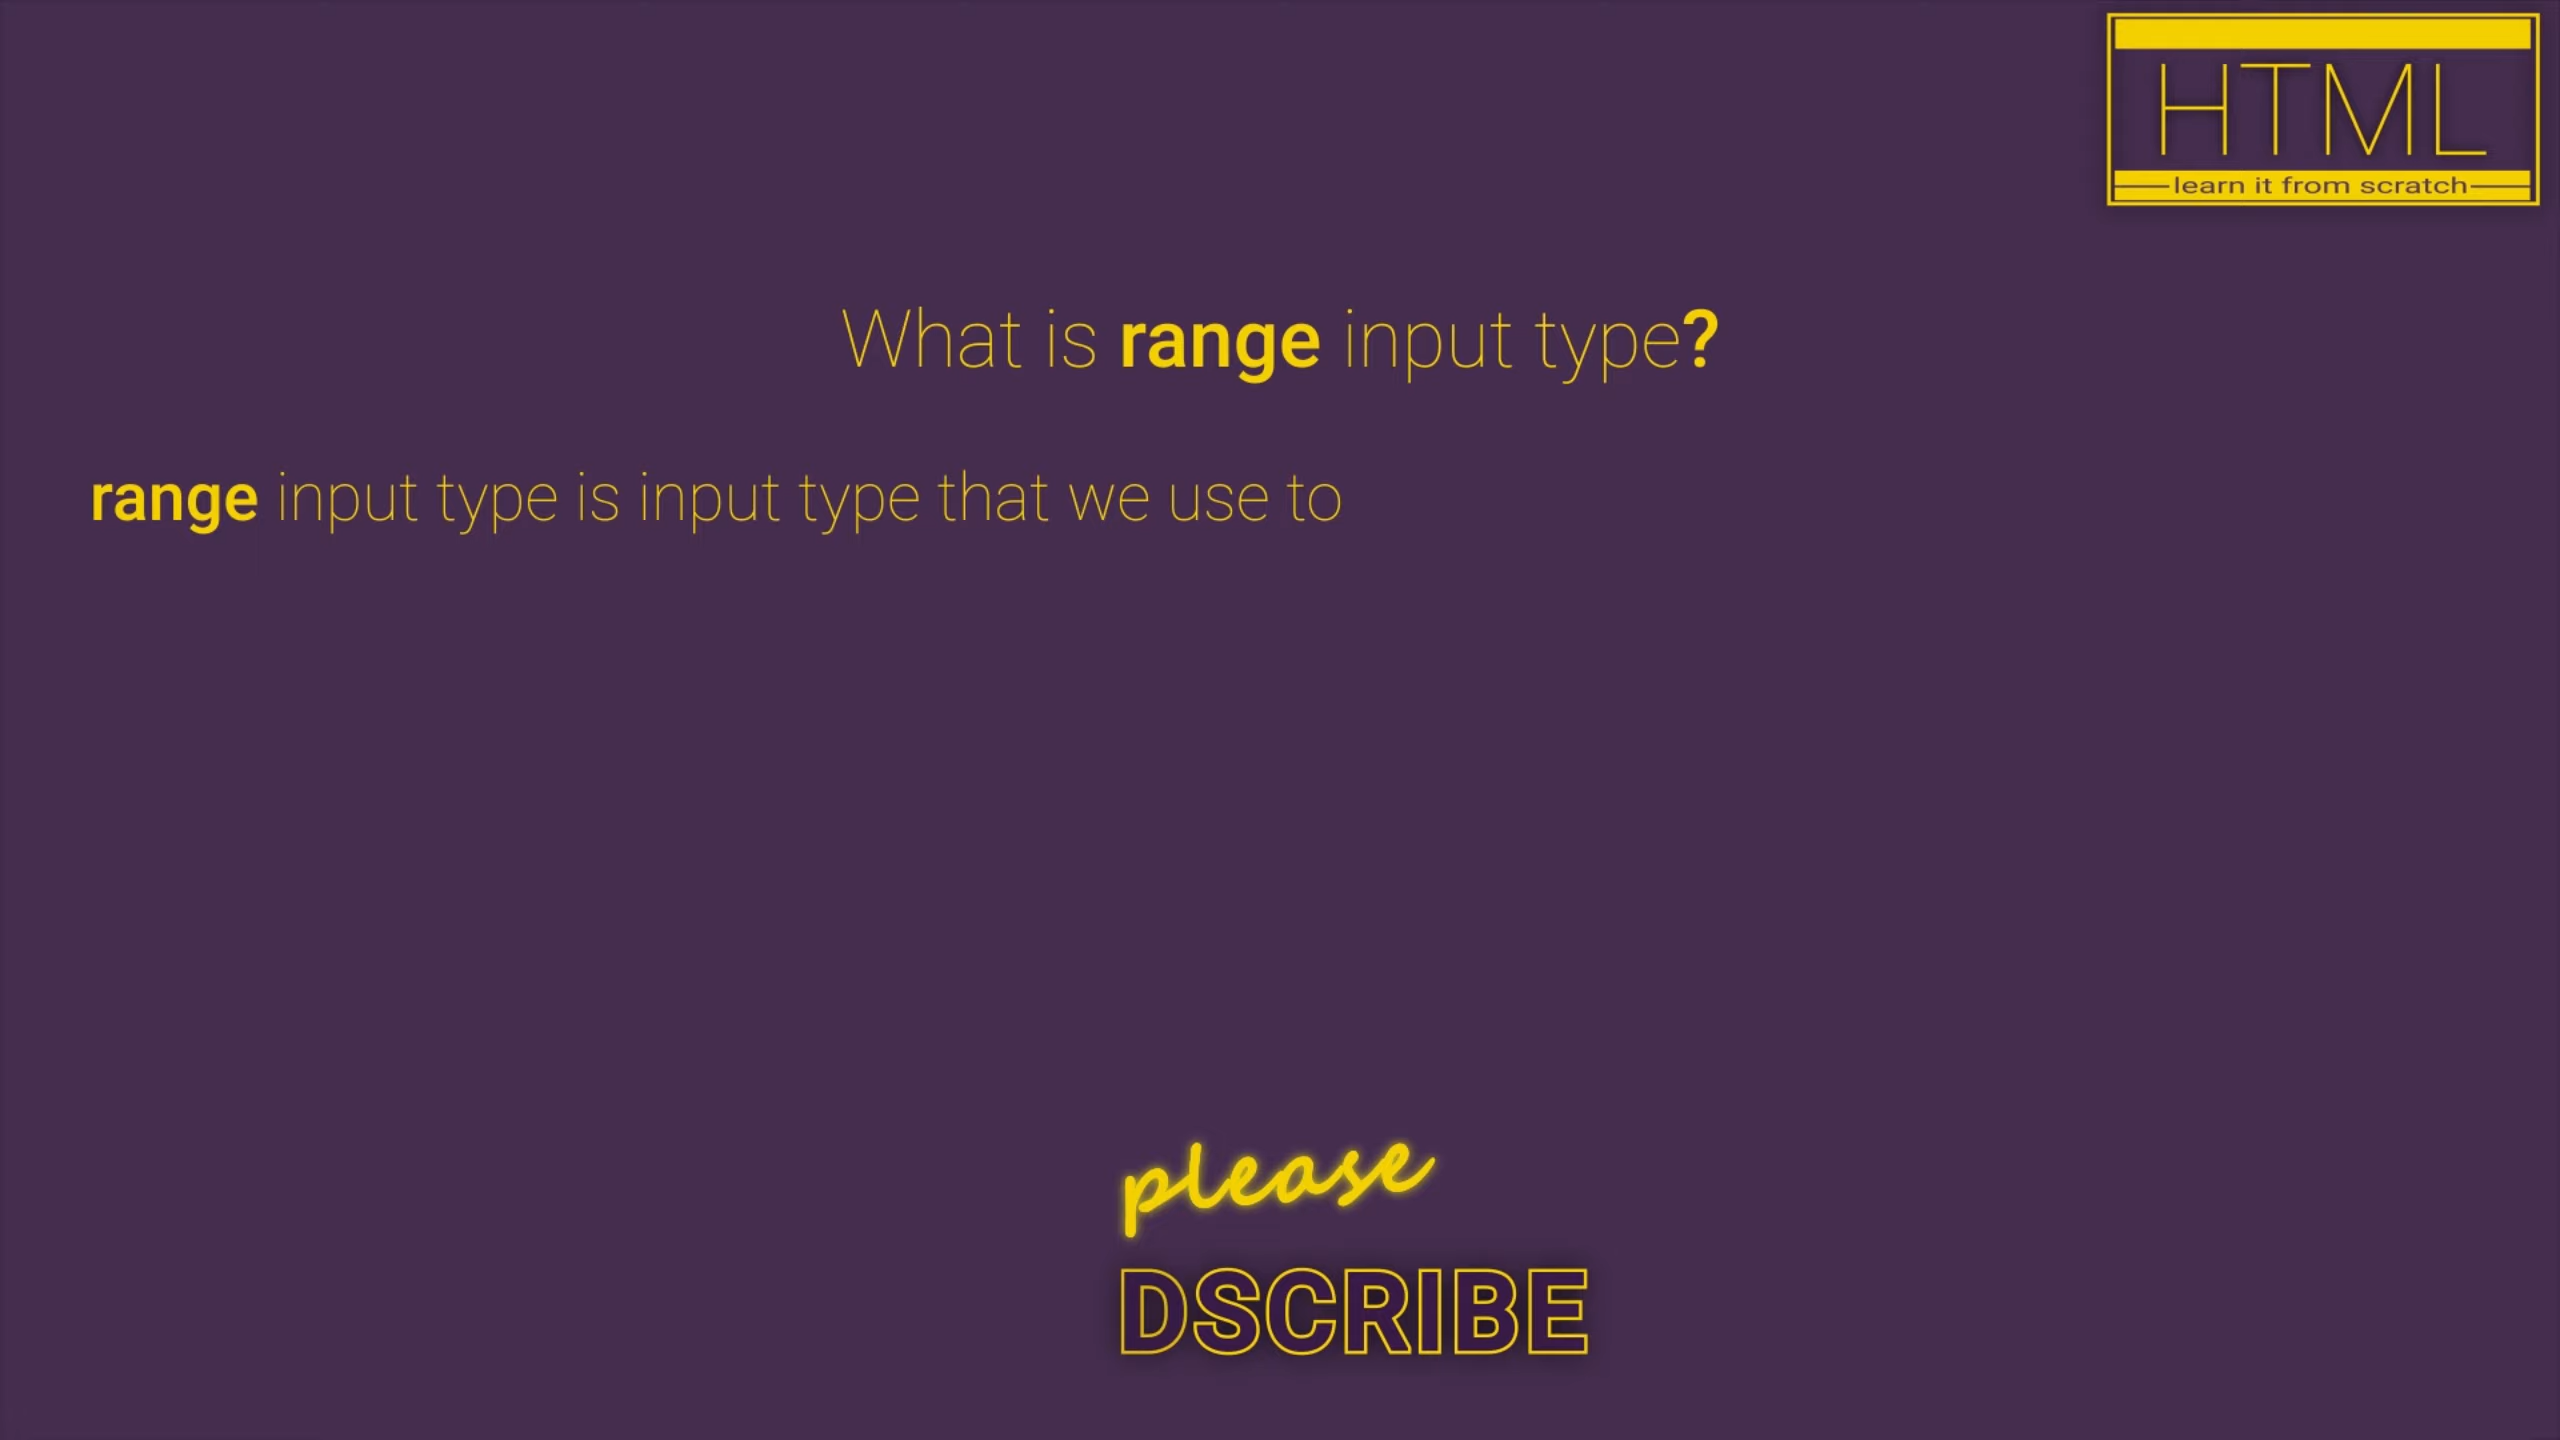 HTML
learn it from scratch
What is range input type?
range input type is input type that we use to
please
DSCRIBE